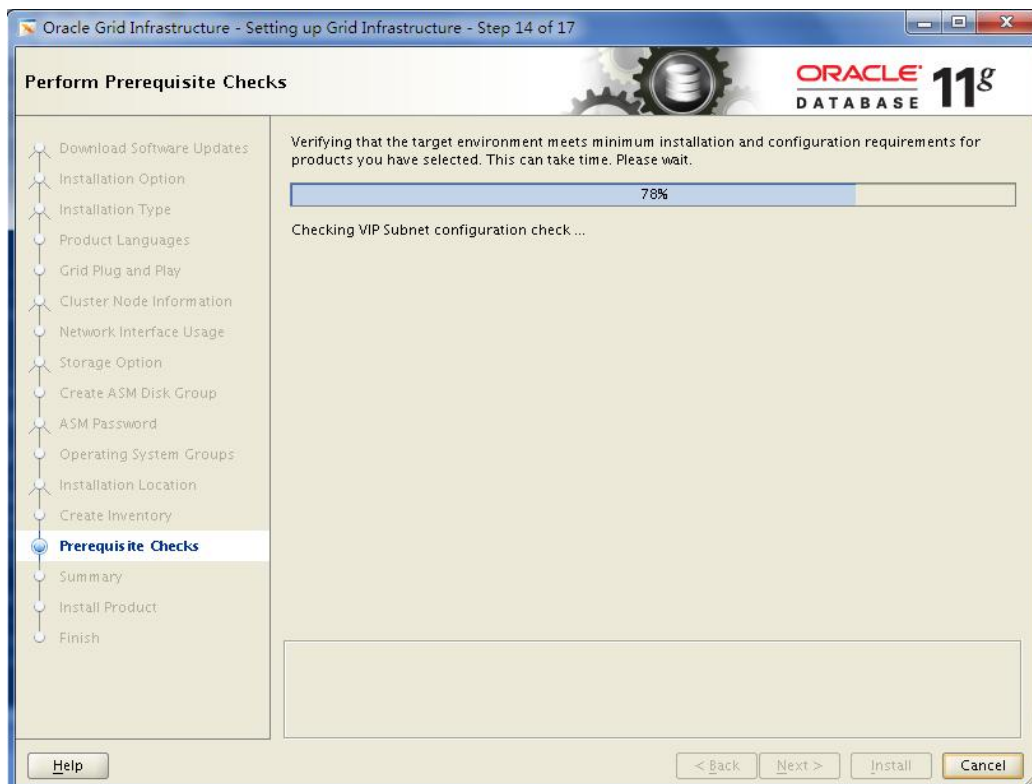 Oracle Grid Infrastructure - Setting up Grid Infrastructure - Step 14 of 17
Perform Prerequisite Checks
ORACLE
DATABASE 11g
Download Software Updates
Installation Option
Installation Type
Product Languages
Grid Plug and Play
Cluster Node Information
Network Interface Usage
Storage Option
Create ASM Disk Group
ASM Password
Operating System Groups
Installation Location
Create Inventory
Prerequisite Checks
Summary
Install Product
Finish
Verifying that the target environment meets minimum installation and configuration requirements for
products you have selected. This can take time. Please wait.
78%
Checking VIP Subnet configuration check ...
Help
< Back
Next >
Install
Cancel